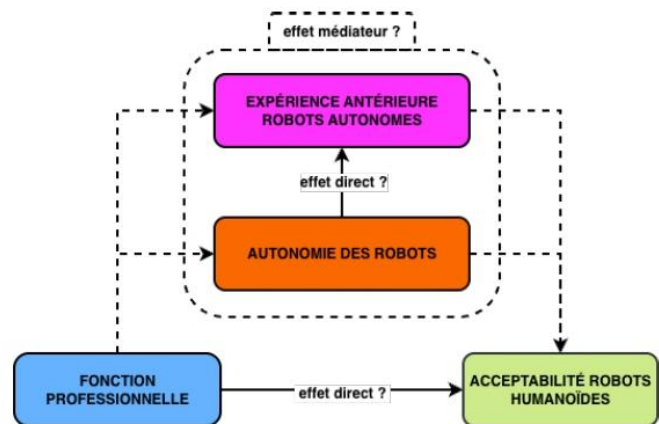 effet médiateur ?
EXPÉRIENCE ANTÉRIEURE
ROBOTS AUTONOMES
effet direct ?
AUTONOMIE DES ROBOTS
FONCTION
PROFESSIONNELLE
effet direct ?
ACCEPTABILITÉ ROBOTS
HUMANOÏDES